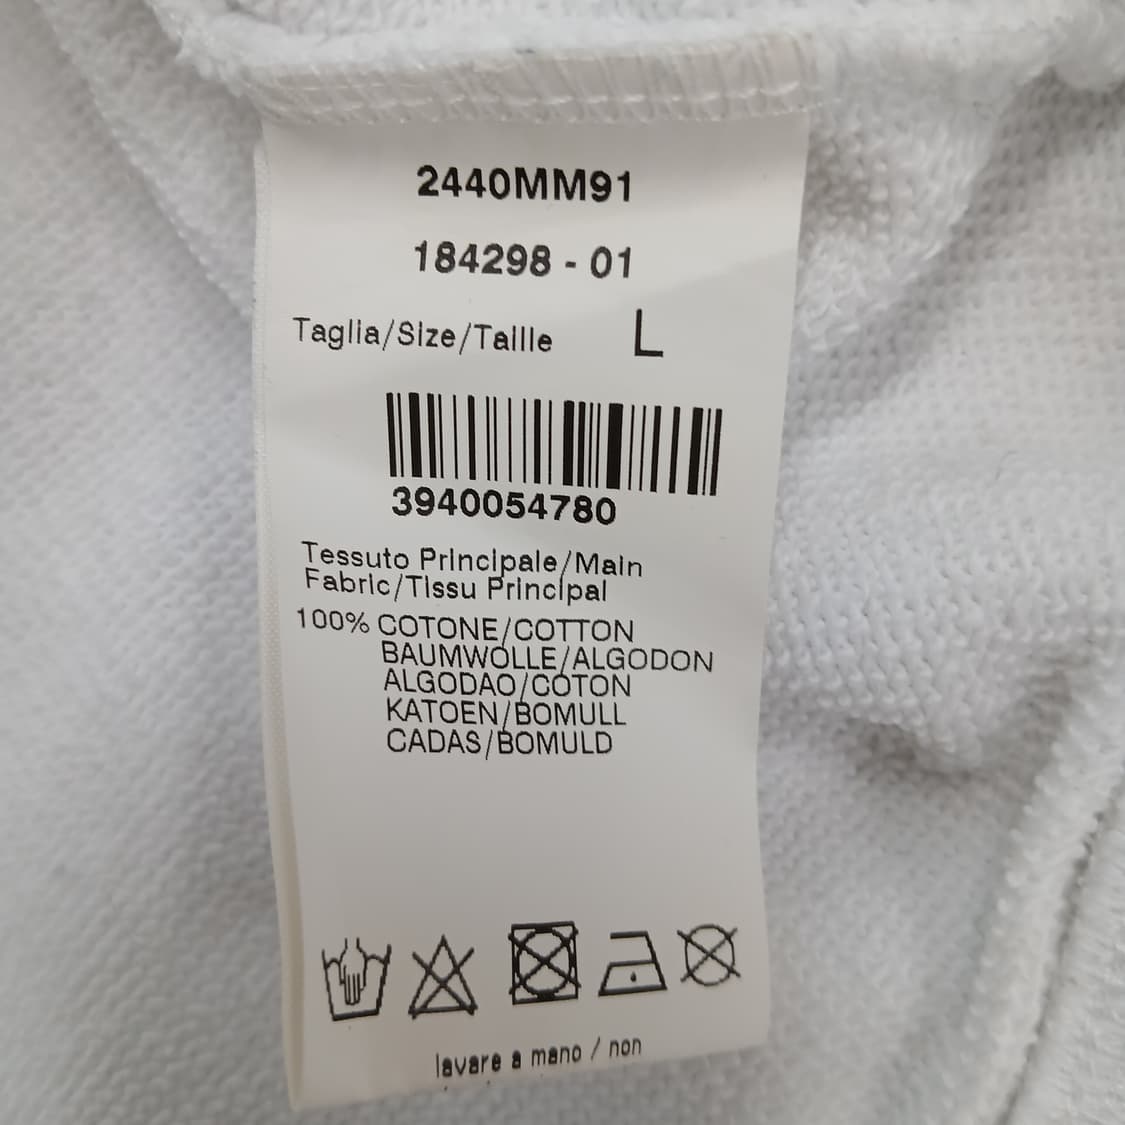 2440MM91
184298 - 01
Taglia/Size/Taille L
3940054780
Tessuto Principale/Main
Fabric/Tissu Principal
100% COTONE/COTTON
BAUMWOLLE/ALGODON
ALGODAO/COTON
KATOEN/BOMULL
CADAS/BOMULD
lavare a mano / non